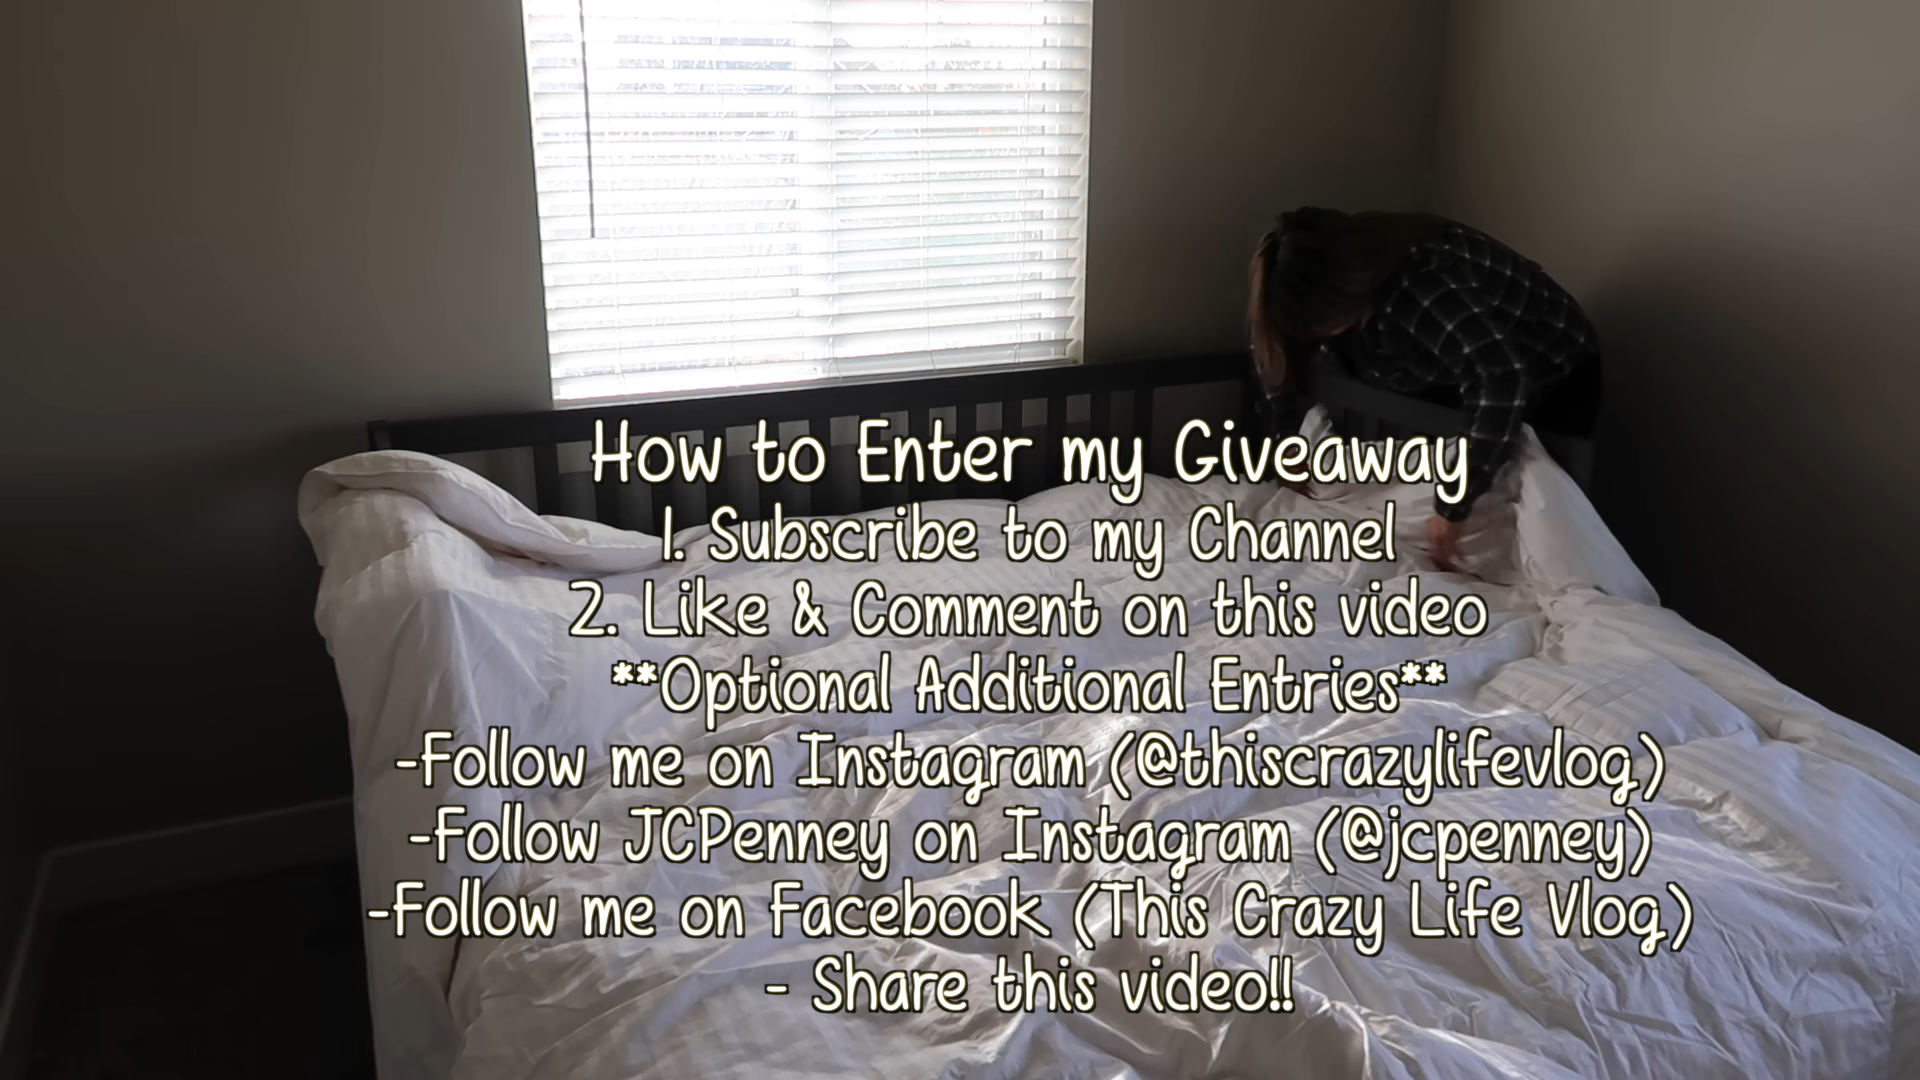 How to Enter my Giveaway
1. Subscribe to my Channel
2. Like & Comment on this video
**Optional Additional Entries**
-Follow me on Instagram (@thiscrazylifevlog)
-Follow JCPenney on Instagram (@jcpenney)
-Follow me on Facebook (This Crazy Life Vlog)
- Share this video!!